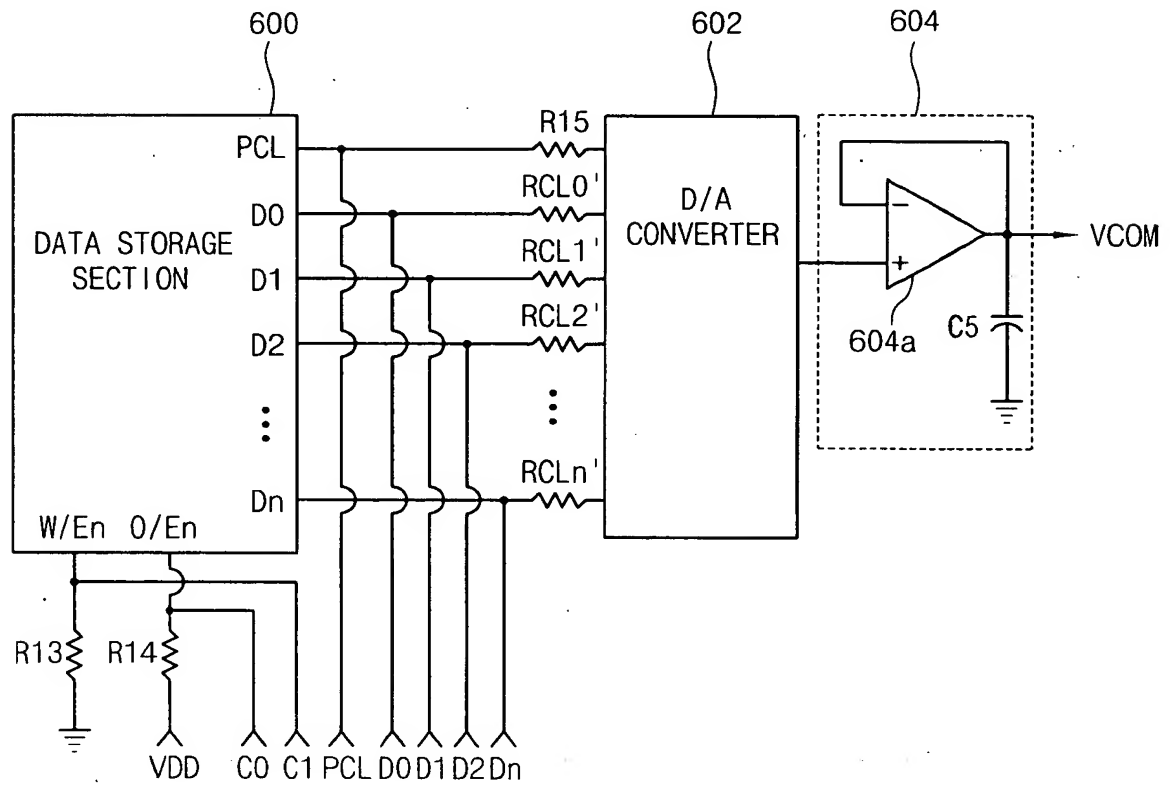 600
602
604
PCL
R15
D0
RCL0'
DATA STORAGE
SECTION
D1
RCL1'
D2
RCL2'
D/A
CONVERTER
−
+
VCOM
604a
C5
Dn
RCLn'
W/En
O/En
R13
R14
VDD
C0
C1
PCL
D0
D1
D2
Dn